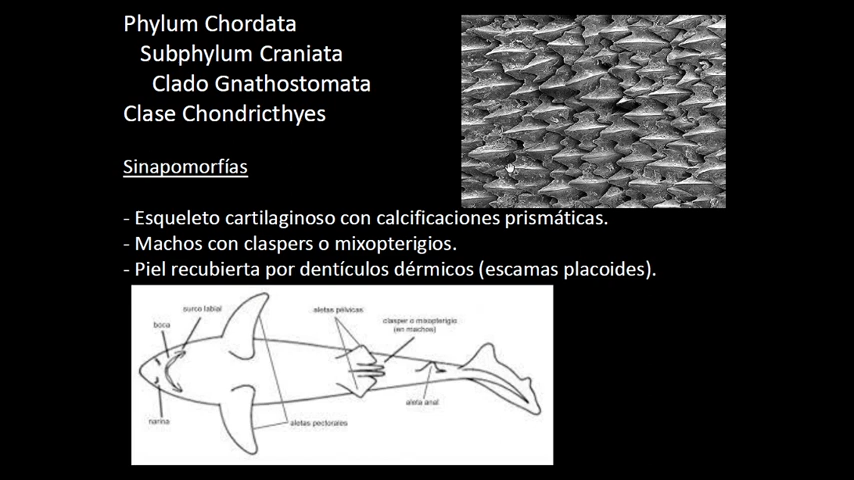 Phylum Chordata
Subphylum Craniata
Clado Gnathostomata
Clase Chondricthyes
Sinapomorfías
- Esqueleto cartilaginoso con calcificaciones prismáticas.
- Machos con claspers o mixopterigios.
- Piel recubierta por dentículos dérmicos (escamas placoides).
surco labial
boca
aletas pélvicas
clasper o mixopterigio
(en machos)
aleta anal
narina
aletas pectorales